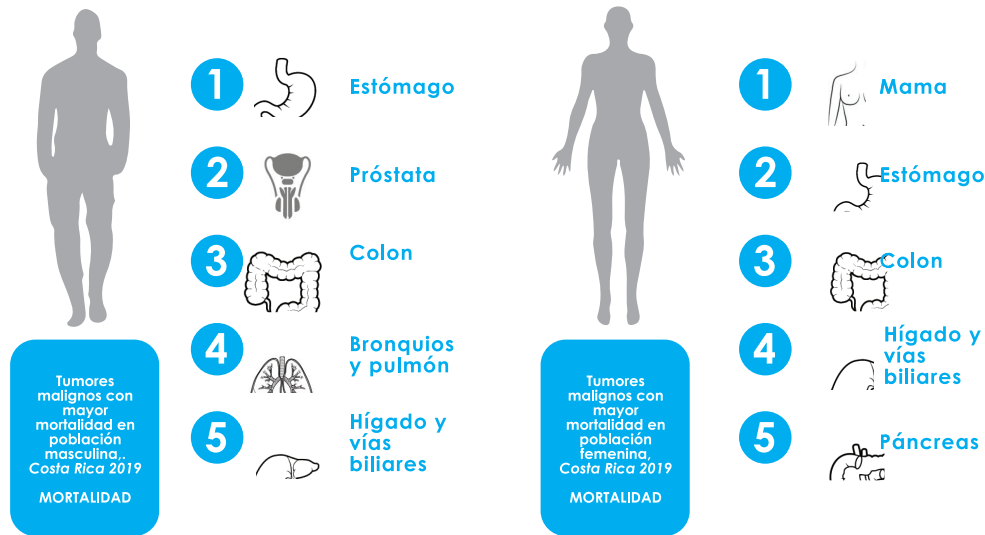 1
Estómago
2
Próstata
3
Colon
4
Bronquios
y pulmón
5
Hígado y
vías
biliares
Tumores
malignos con
mayor
mortalidad en
población
masculina,.
Costa Rica 2019
MORTALIDAD
1
Mama
2
Estómago
3
Colon
4
Hígado y
vías
biliares
5
Páncreas
Tumores
malignos con
mayor
mortalidad en
población
femenina,
Costa Rica 2019
MORTALIDAD